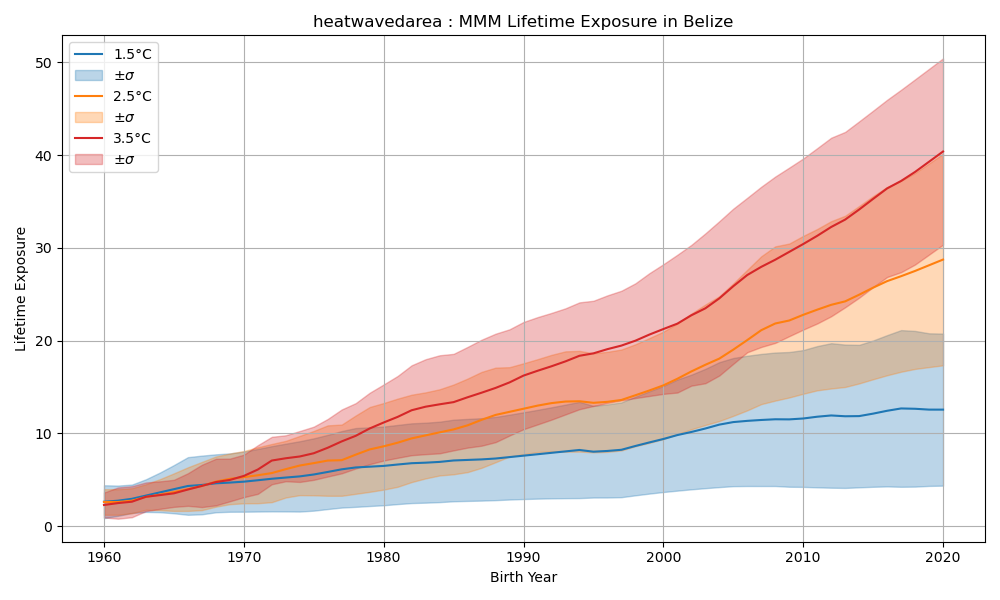 heatwavedarea : MMM Lifetime Exposure in Belize
1.5°C
±σ
2.5°C
±σ
3.5°C
±σ
Lifetime Exposure
50
40
30
20
10
0
1960
1970
1980
1990
2000
2010
2020
Birth Year